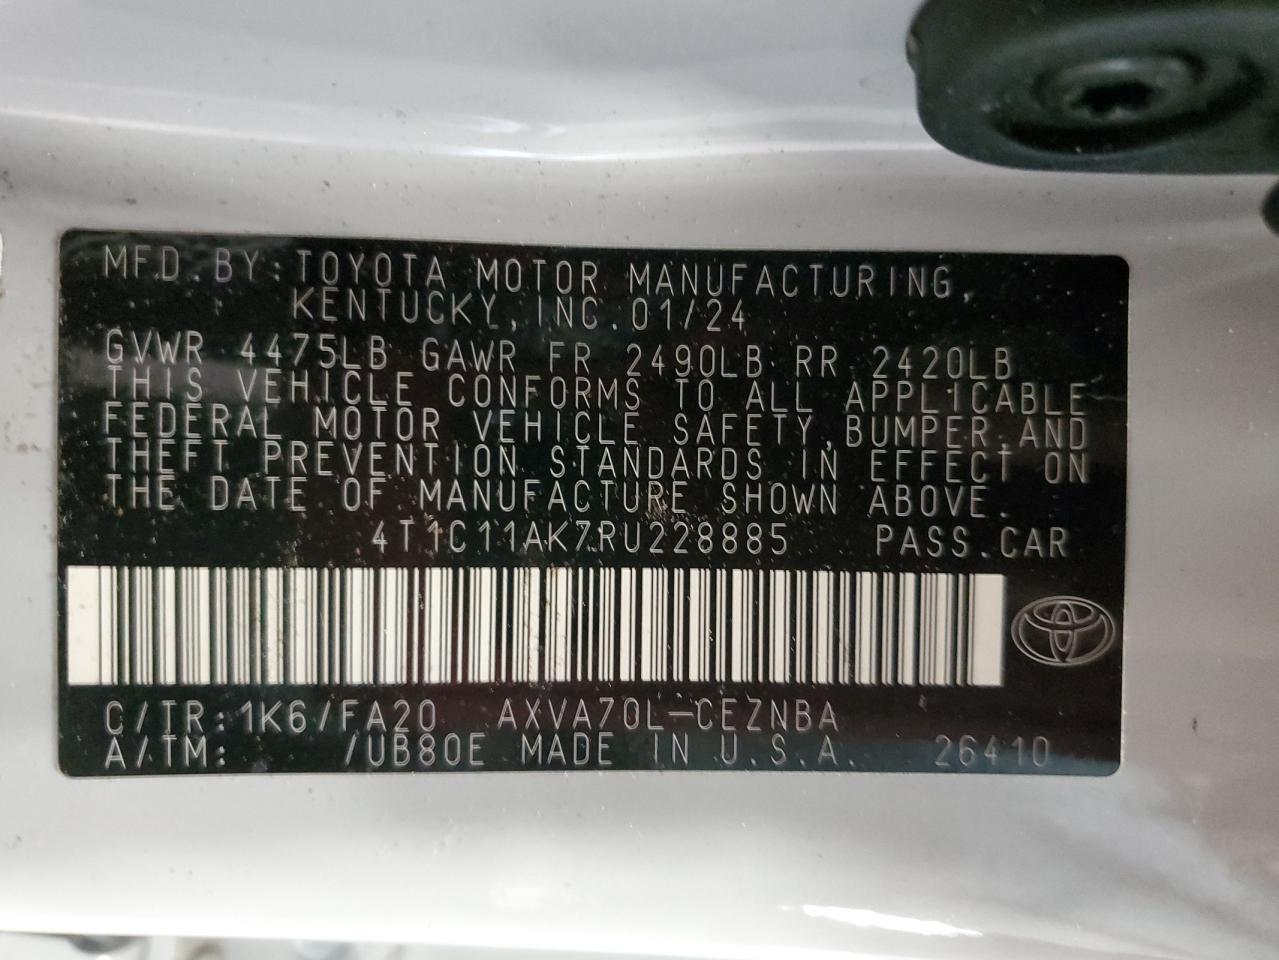 MFD. BY: TOYOTA MOTOR MANUFACTURING,
KENTUCKY, INC. 01/24
GVWR 4475LB GAWR FR 2490LB RR 2420LB
THIS VEHICLE CONFORMS TO ALL APPLICABLE
FEDERAL MOTOR VEHICLE SAFETY, BUMPER, AND
THEFT PREVENTION STANDARDS IN EFFECT ON
THE DATE OF MANUFACTURE SHOWN ABOVE.
4T1C11AK7RU228885 PASS. CAR
C/TR: 1K6/FA20 AXVA70L-CEZNBA
A/TM: /UB80E MADE IN U.S.A. 26410